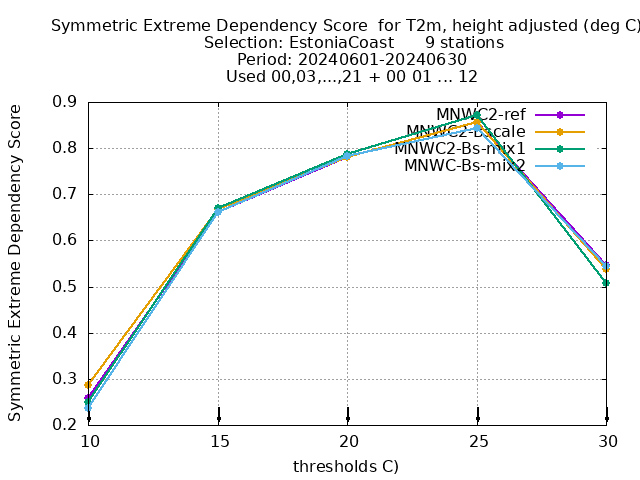 Symmetric Extreme Dependency Score  for T2m, height adjusted (deg C)
Selection: EstoniaCoast      9 stations
Period: 20240601-20240630
Used 00,03,...,21 + 00 01 ... 12
Symmetric Extreme Dependency Score
0.9
0.8
0.7
0.6
0.5
0.4
0.3
0.2
MNWC2-ref
MNWC2-Bscale
MNWC2-Bs-mix1
MNWC-Bs-mix2
10
15
20
25
30
thresholds C)